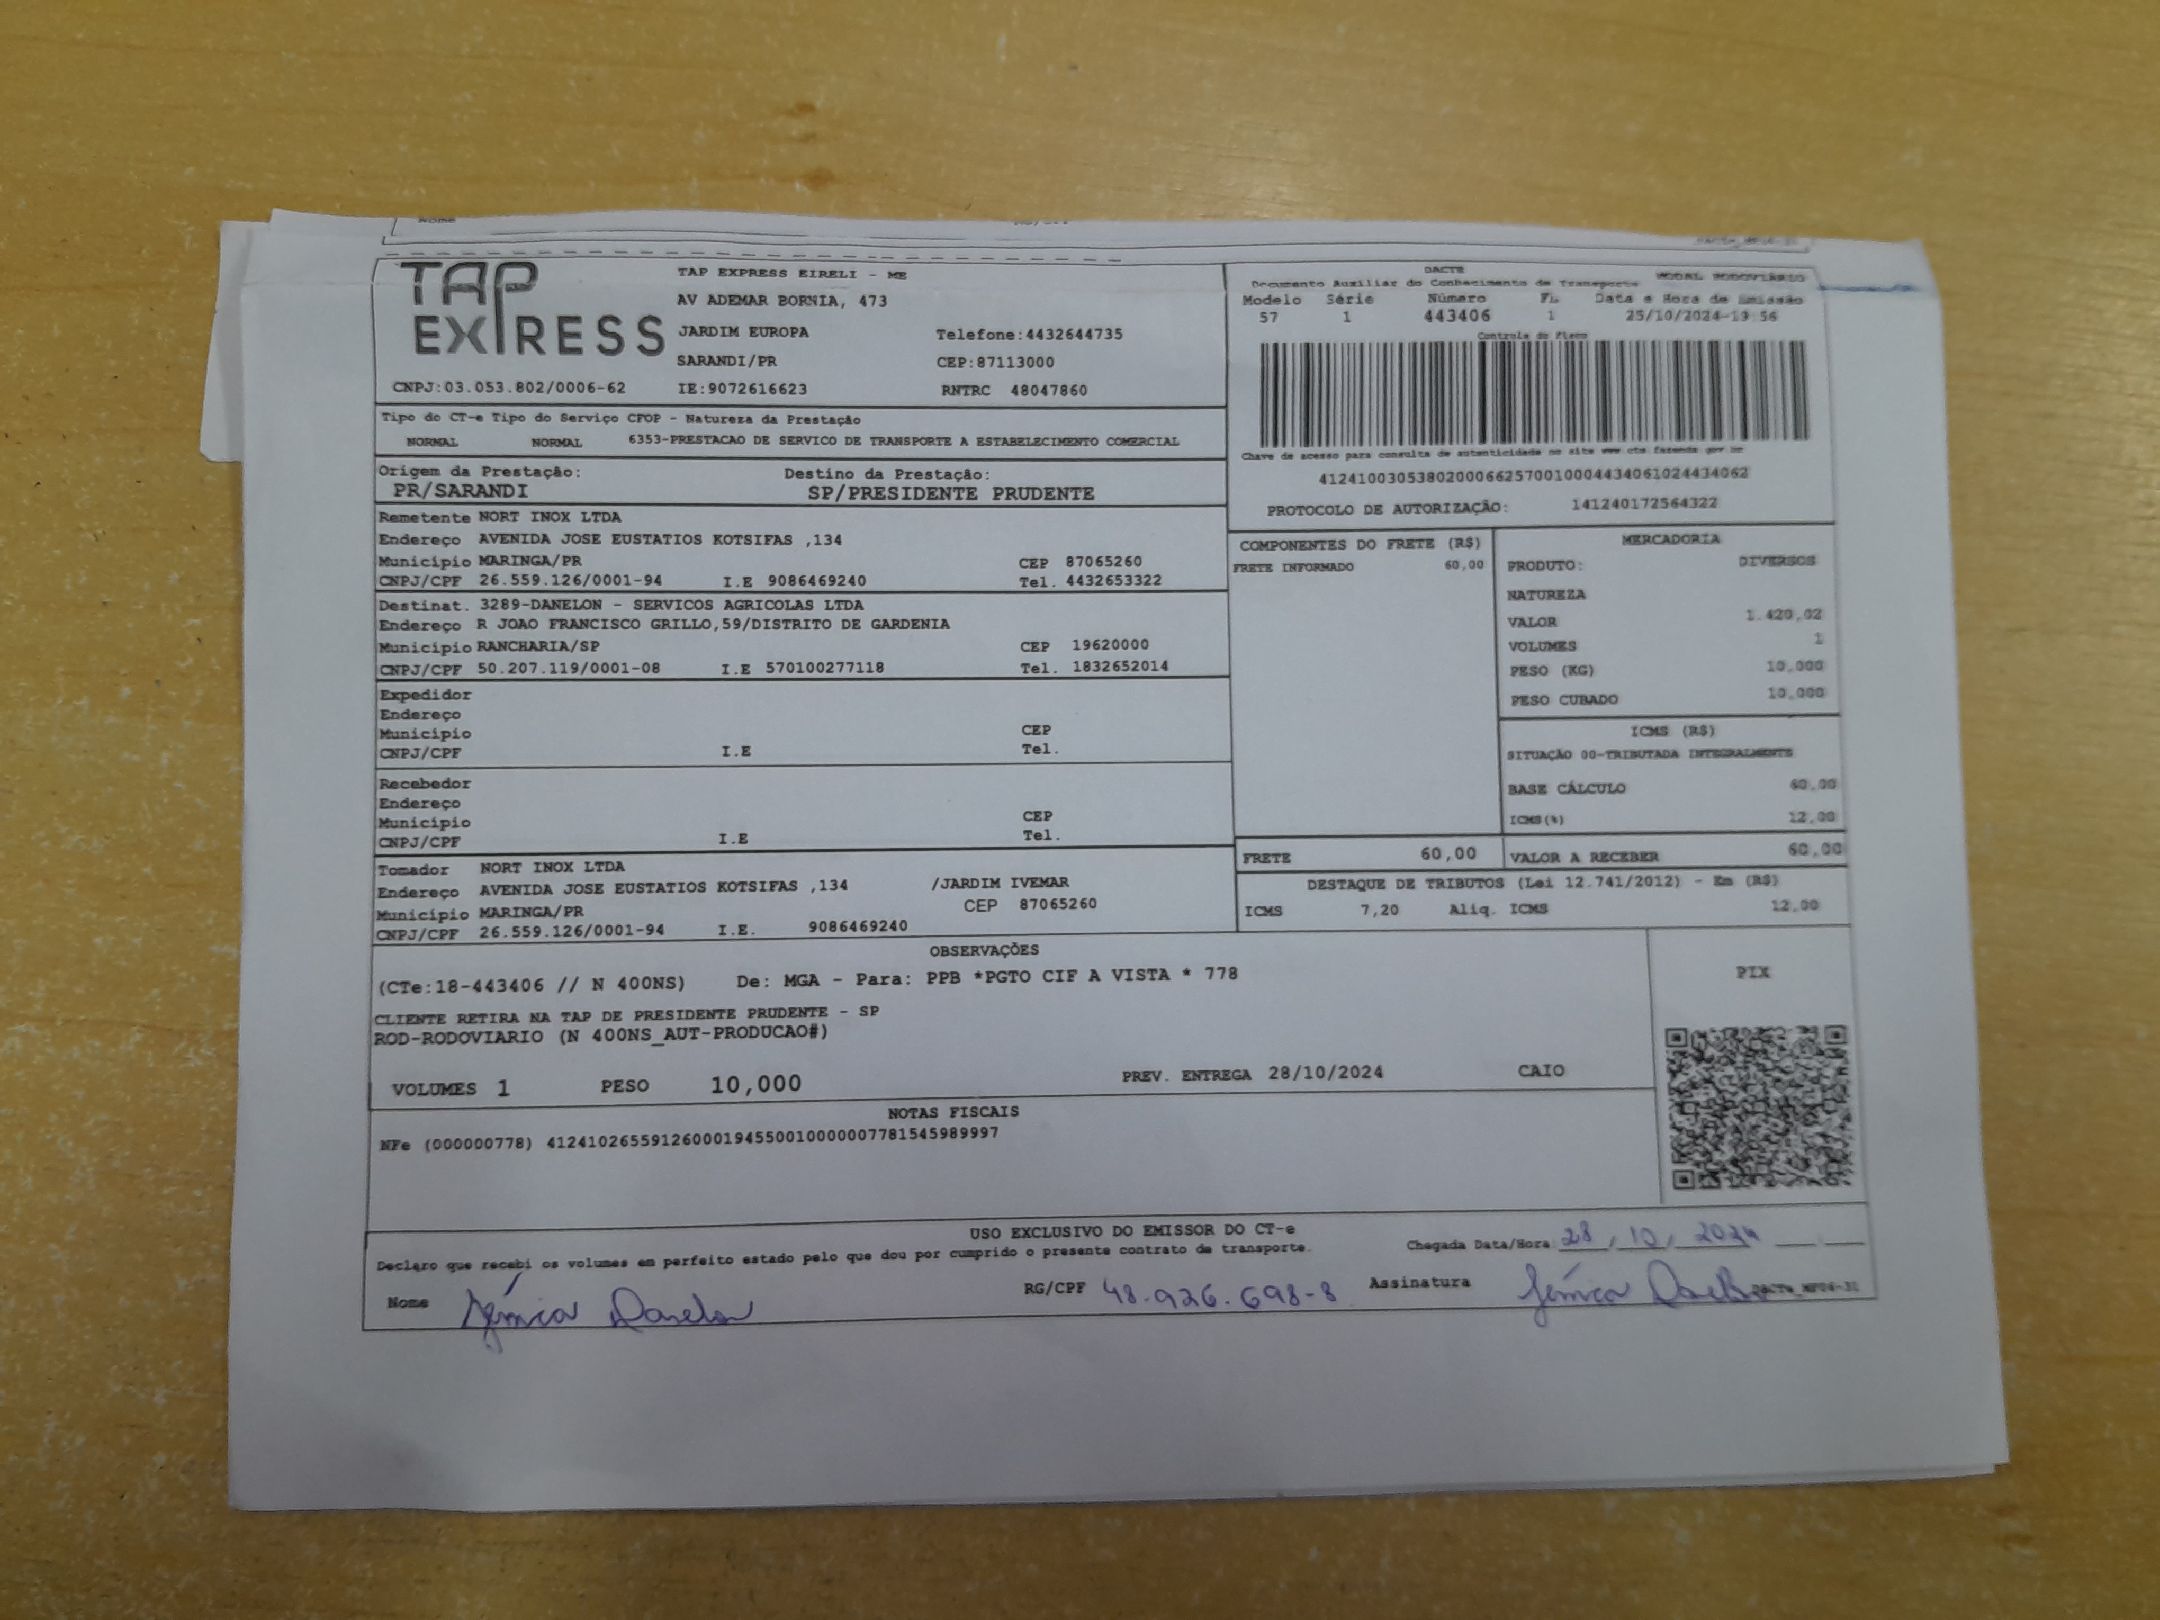 Nome
TAP EXPRESS
TAP EXPRESS EIRELI - ME
AV ADEMAR BORNIA, 473
JARDIM EUROPA Telefone:4432644735
SARANDI/PR CEP:87113000
CNPJ:03.053.802/0006-62 IE:9072616623 RNTRC 48047860
DACTE MODAL RODOVIÁRIO
Documento Auxiliar do Conhecimento de Transporte
Modelo Série Número FL Data e Hora de Emissão
57 1 443406 1 25/10/2024-19:56
Controle do Fisco
Chave de acesso para consulta de autenticidade no site www.cte.fazenda.gov.br
41241003053802000662570010004434061024434062
PROTOCOLO DE AUTORIZAÇÃO: 141240172564322
Tipo do CT-e Tipo do Serviço CFOP - Natureza da Prestação
NORMAL NORMAL 6353-PRESTACAO DE SERVICO DE TRANSPORTE A ESTABELECIMENTO COMERCIAL
Origem da Prestação: Destino da Prestação:
PR/SARANDI SP/PRESIDENTE PRUDENTE
Remetente NORT INOX LTDA
Endereço AVENIDA JOSE EUSTATIOS KOTSIFAS ,134
Município MARINGA/PR CEP 87065260
CNPJ/CPF 26.559.126/0001-94 I.E 9086469240 Tel. 4432653322
Destinat. 3289-DANELON - SERVICOS AGRICOLAS LTDA
Endereço R JOAO FRANCISCO GRILLO,59/DISTRITO DE GARDENIA
Município RANCHARIA/SP CEP 19620000
CNPJ/CPF 50.207.119/0001-08 I.E 570100277118 Tel. 1832652014
Expedidor
Endereço
Município CEP
CNPJ/CPF I.E Tel.
Recebedor
Endereço
Município CEP
CNPJ/CPF I.E Tel.
Tomador NORT INOX LTDA
Endereço AVENIDA JOSE EUSTATIOS KOTSIFAS ,134 /JARDIM IVEMAR
Município MARINGA/PR CEP 87065260
CNPJ/CPF 26.559.126/0001-94 I.E. 9086469240
COMPONENTES DO FRETE (R$)
FRETE INFORMADO 60,00
MERCADORIA
PRODUTO: DIVERSOS
NATUREZA
VALOR 1.420,02
VOLUMES 1
PESO (KG) 10,000
PESO CUBADO 10,000
ICMS (R$)
SITUAÇÃO 00-TRIBUTADA INTEGRALMENTE
BASE CÁLCULO 60,00
ICMS(%) 12,00
FRETE 60,00 VALOR A RECEBER 60,00
DESTAQUE DE TRIBUTOS (Lei 12.741/2012) - Em (R$)
ICMS 7,20 Aliq. ICMS 12,00
OBSERVAÇÕES
(CTe:18-443406 // N 400NS) De: MGA - Para: PPB *PGTO CIF A VISTA * 778
CLIENTE RETIRA NA TAP DE PRESIDENTE PRUDENTE - SP
ROD-RODOVIARIO (N 400NS_AUT-PRODUCAO#)
VOLUMES 1 PESO 10,000 PREV. ENTREGA 28/10/2024 CAIO
PIX
NOTAS FISCAIS
NFe (000000778) 41241026559126000194550010000007781545989997
USO EXCLUSIVO DO EMISSOR DO CT-e
Declaro que recebi os volumes em perfeito estado pelo que dou por cumprido o presente contrato de transporte.
Chegada Data/Hora 28, 10, 2024
Nome Jéssica Danelon RG/CPF 48.926.698-8 Assinatura